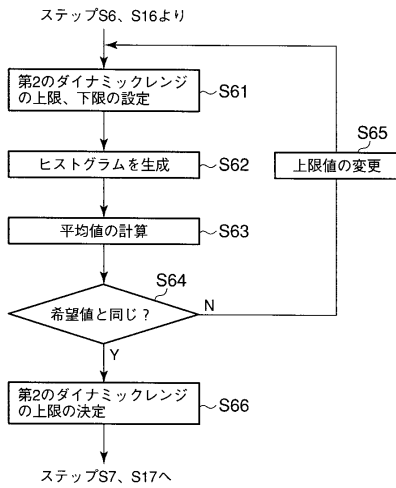 ステップS6、S16より
第2のダイナミックレンジ
の上限、下限の設定
S61
S65
ヒストグラムを生成
S62
上限値の変更
平均値の計算
S63
S64
希望値と同じ？
N
Y
第2のダイナミックレンジ
の上限の決定
S66
ステップS7、S17へ